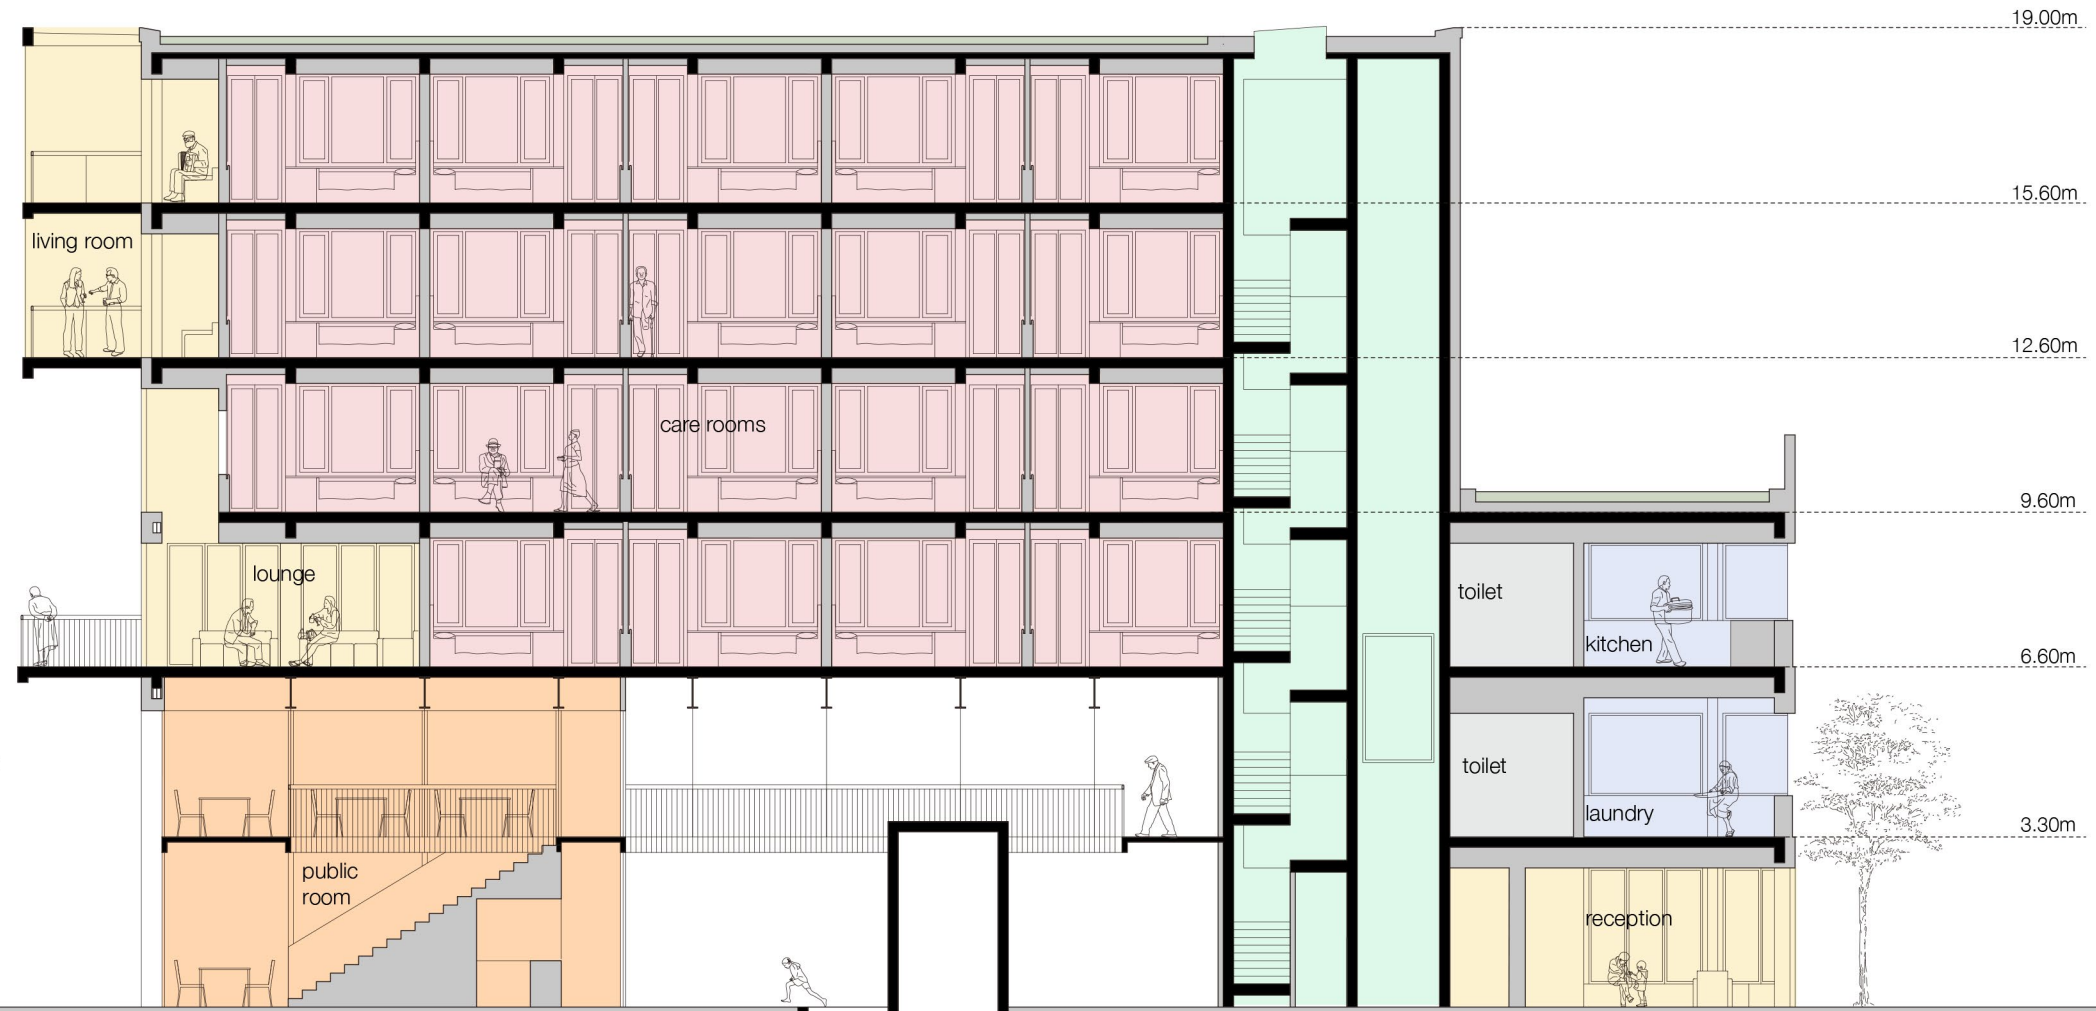 19.00m
15.60m
living room
12.60m
care rooms
9.60m
lounge
toilet
kitchen
6.60m
toilet
laundry
3.30m
public
room
reception